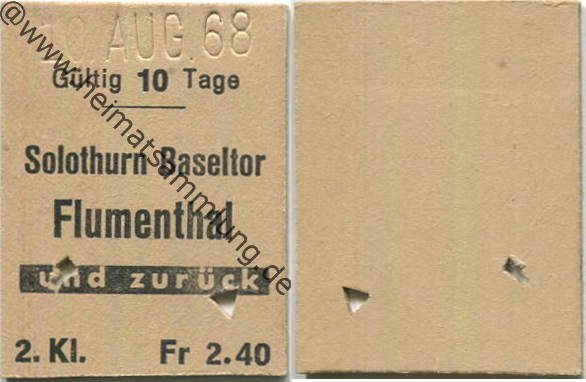 AUG. 68
Gültig 10 Tage
Solothurn-Baseltor
Flumenthal
und zurück
2. Kl. Fr 2.40
@www.heimatsammlung.de